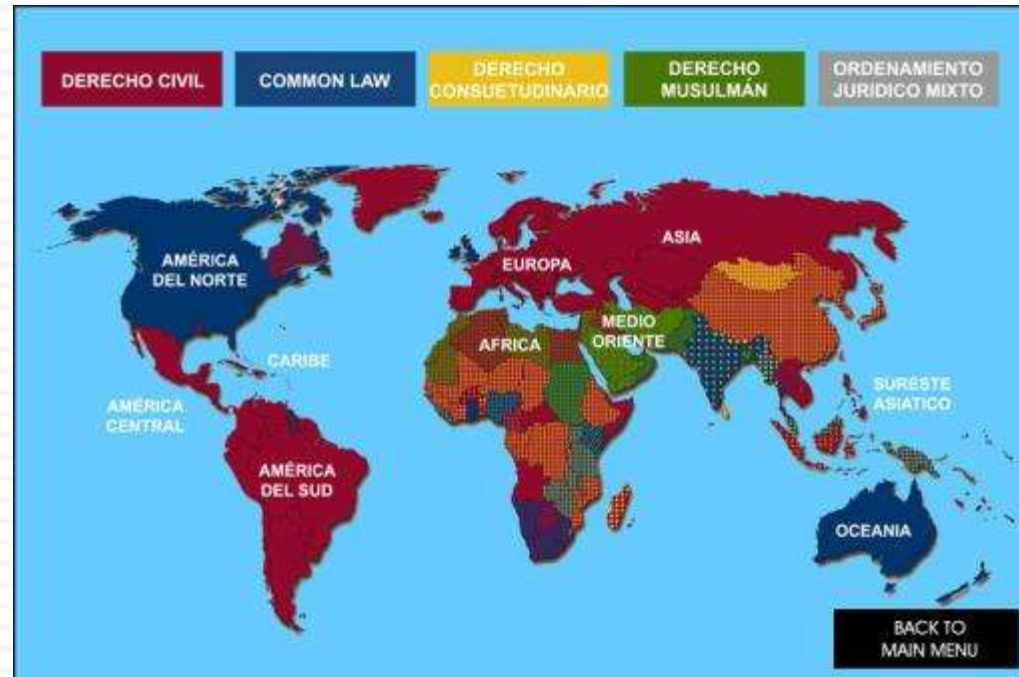 DERECHO CIVIL
COMMON LAW
DERECHO
CONSUETUDINARIO
DERECHO
MUSULMÁN
ORDENAMIENTO
JURIDICO MIXTO
AMÉRICA
DEL NORTE
EUROPA
ASIA
MEDIO
ORIENTE
AFRICA
CARIBE
AMÉRICA
CENTRAL
SURESTE
ASIATICO
AMÉRICA
DEL SUD
OCEANIA
BACK TO
MAIN MENU